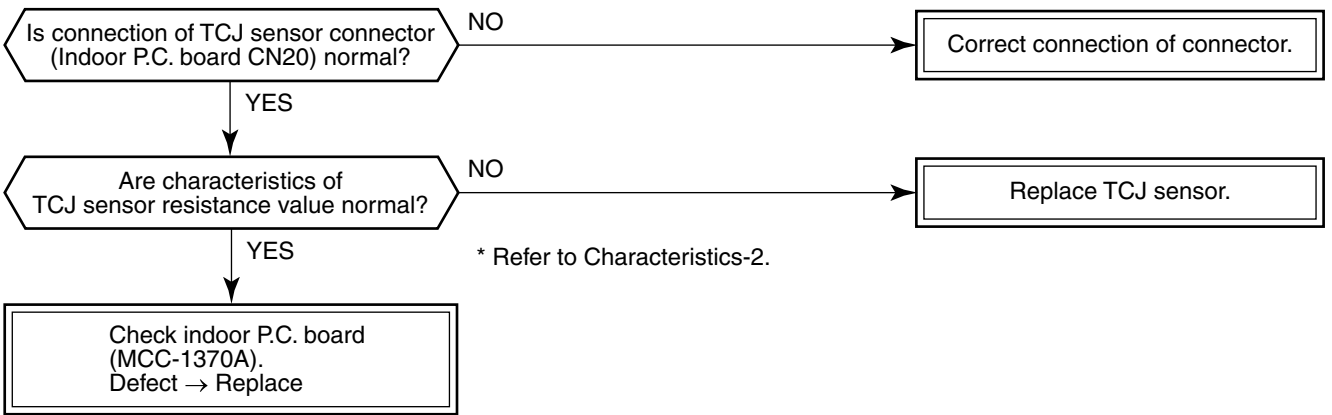 Is connection of TCJ sensor connector
(Indoor P.C. board CN20) normal?
NO
Correct connection of connector.
YES
Are characteristics of
TCJ sensor resistance value normal?
NO
Replace TCJ sensor.
YES
* Refer to Characteristics-2.
Check indoor P.C. board
(MCC-1370A).
Defect → Replace